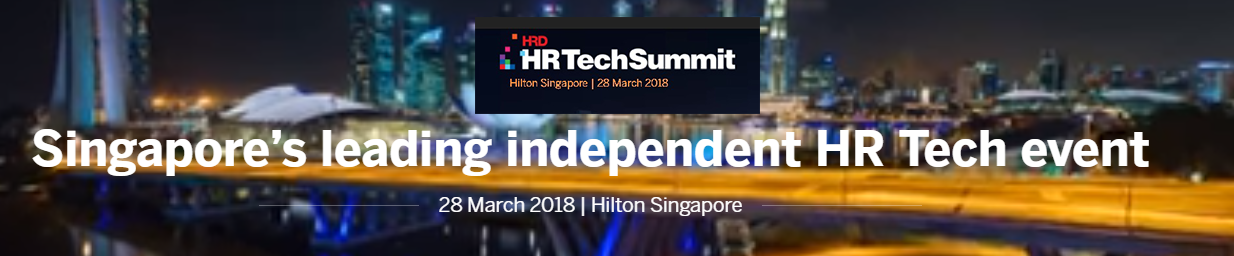 HRD
HRTechSummit
Hilton Singapore | 28 March 2018
Singapore's leading independent HR Tech event
28 March 2018 | Hilton Singapore